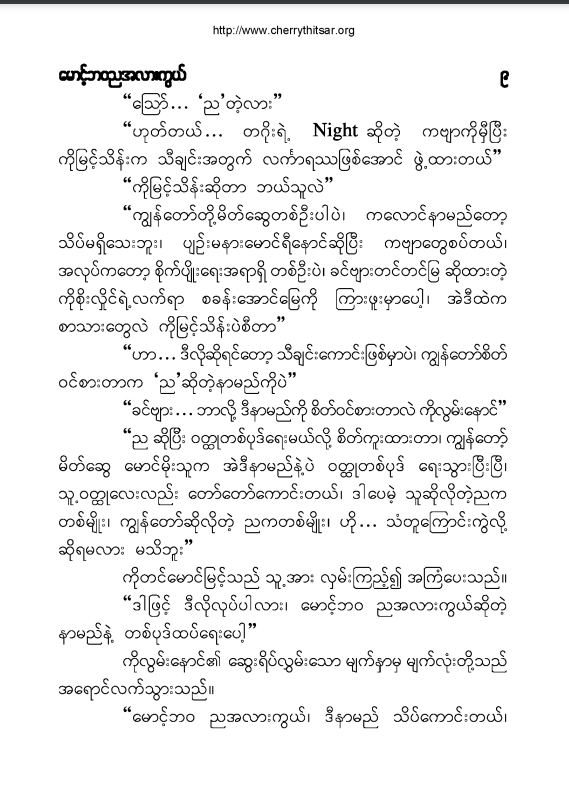 http://www.cherrythitsar.org
မောင့်ဘဝညအလားကွယ် ၉
“သြော်... ‘ည’တဲ့လား”
“ဟုတ်တယ်... တဂိုးရဲ့ Night ဆိုတဲ့ ကဗျာကိုမှီပြီး
ကိုမြင့်သိန်းက သီချင်းအတွက် လင်္ကာရသဖြစ်အောင် ဖွဲ့ထားတယ်”
“ကိုမြင့်သိန်းဆိုတာ ဘယ်သူလဲ”
“ကျွန်တော်တို့မိတ်ဆွေတစ်ဦးပါပဲ၊ ကလောင်နာမည်တော့
သိပ်မရှိသေးဘူး၊ ပျဉ်းမနားမောင်ရီနောင်ဆိုပြီး ကဗျာတွေစပ်တယ်၊
အလုပ်ကတော့ စိုက်ပျိုးရေးအရာရှိ တစ်ဦးပဲ၊ ခင်ဗျားတင်တင်မြ ဆိုထားတဲ့
ကိုစိုးလှိုင်ရဲ့လက်ရာ စခန်းအောင်မြေကို ကြားဖူးမှာပေါ့၊ အဲဒီထဲက
စာသားတွေလဲ ကိုမြင့်သိန်းပဲစီတာ”
“ဟာ... ဒီလိုဆိုရင်တော့ သီချင်းကောင်းဖြစ်မှာပဲ၊ ကျွန်တော်စိတ်
ဝင်စားတာက ‘ည’ဆိုတဲ့နာမည်ကိုပဲ”
“ခင်ဗျား... ဘာလို့ ဒီနာမည်ကို စိတ်ဝင်စားတာလဲ ကိုလွမ်းနောင်”
“ည ဆိုပြီး ဝတ္ထုတစ်ပုဒ်ရေးမယ်လို့ စိတ်ကူးထားတာ၊ ကျွန်တော့်
မိတ်ဆွေ မောင်မိုးသူက အဲဒီနာမည်နဲ့ပဲ ဝတ္ထုတစ်ပုဒ် ရေးသွားပြီးပြီ၊
သူ့ဝတ္ထုလေးလည်း တော်တော်ကောင်းတယ်၊ ဒါပေမဲ့ သူဆိုလိုတဲ့ညက
တစ်မျိုး၊ ကျွန်တော်ဆိုလိုတဲ့ ညကတစ်မျိုး၊ ဟို... သံတူကြောင်းကွဲလို့
ဆိုရမလား မသိဘူး”
ကိုတင်မောင်မြင့်သည် သူ့အား လှမ်းကြည့်၍ အကြံပေးသည်။
“ဒါဖြင့် ဒီလိုလုပ်ပါလား၊ မောင့်ဘဝ ညအလားကွယ်ဆိုတဲ့
နာမည်နဲ့ တစ်ပုဒ်ထပ်ရေးပေါ့”
ကိုလွမ်းနောင်၏ ဆွေးရိပ်လွှမ်းသော မျက်နှာမှ မျက်လုံးတို့သည်
အရောင်လက်သွားသည်။
“မောင့်ဘဝ ညအလားကွယ်၊ ဒီနာမည် သိပ်ကောင်းတယ်၊